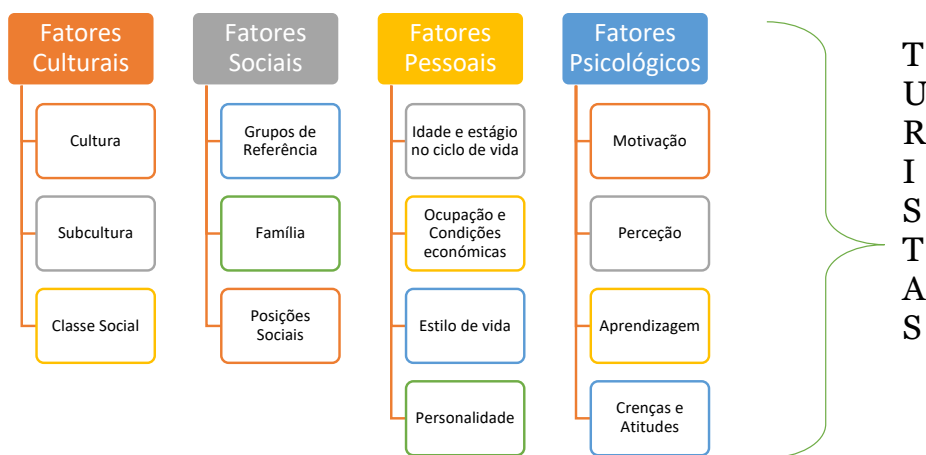 Fatores
Culturais
Cultura
Subcultura
Classe Social
Fatores
Sociais
Grupos de
Referência
Família
Posições
Sociais
Fatores
Pessoais
Idade e estágio
no ciclo de vida
Ocupação e
Condições
económicas
Estilo de vida
Personalidade
Fatores
Psicológicos
Motivação
Perceção
Aprendizagem
Crenças e
Atitudes
T
U
R
I
S
T
A
S